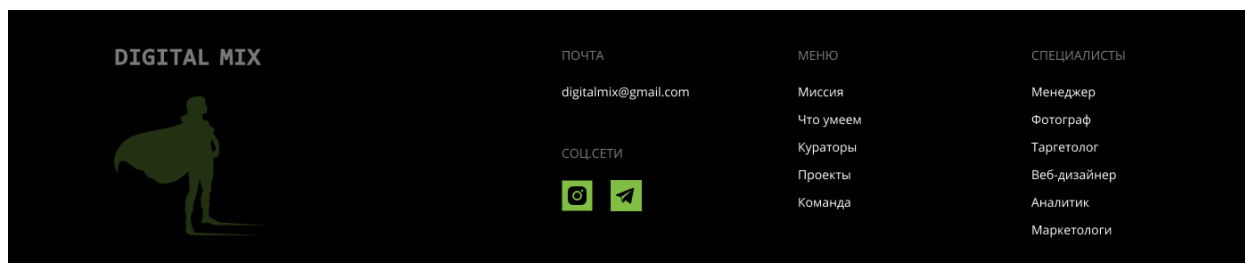 DIGITAL MIX
ПОЧТА
digitalmix@gmail.com
СОЦ.СЕТИ
МЕНЮ
Миссия
Что умеем
Кураторы
Проекты
Команда
СПЕЦИАЛИСТЫ
Менеджер
Фотограф
Таргетолог
Веб-дизайнер
Аналитик
Маркетологи